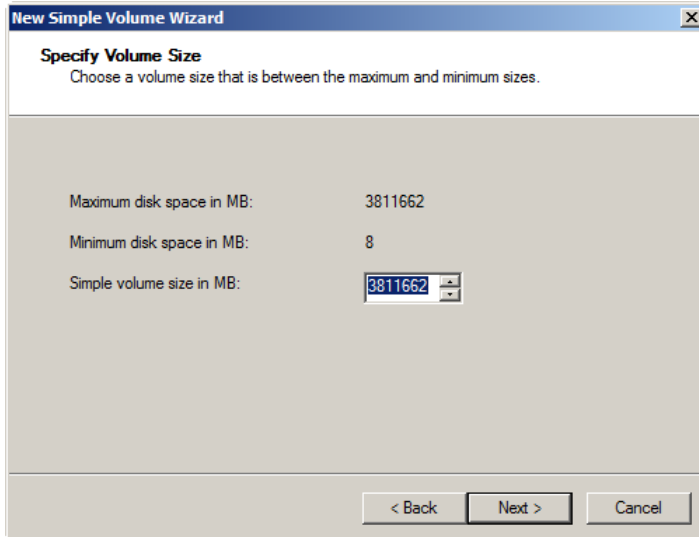 New Simple Volume Wizard
Specify Volume Size
Choose a volume size that is between the maximum and minimum sizes.
Maximum disk space in MB: 3811662
Minimum disk space in MB: 8
Simple volume size in MB: 3811662
< Back Next > Cancel